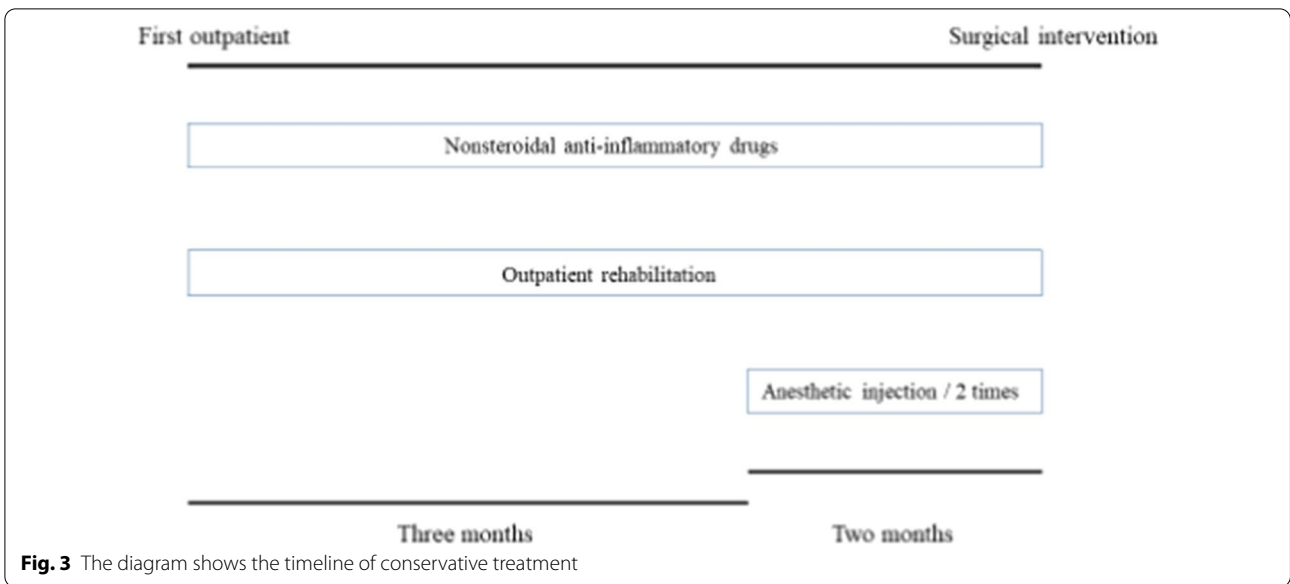 First outpatient Surgical intervention
Nonsteroidal anti-inflammatory drugs
Outpatient rehabilitation
Anesthetic injection / 2 times
Three months Two months
Fig. 3 The diagram shows the timeline of conservative treatment